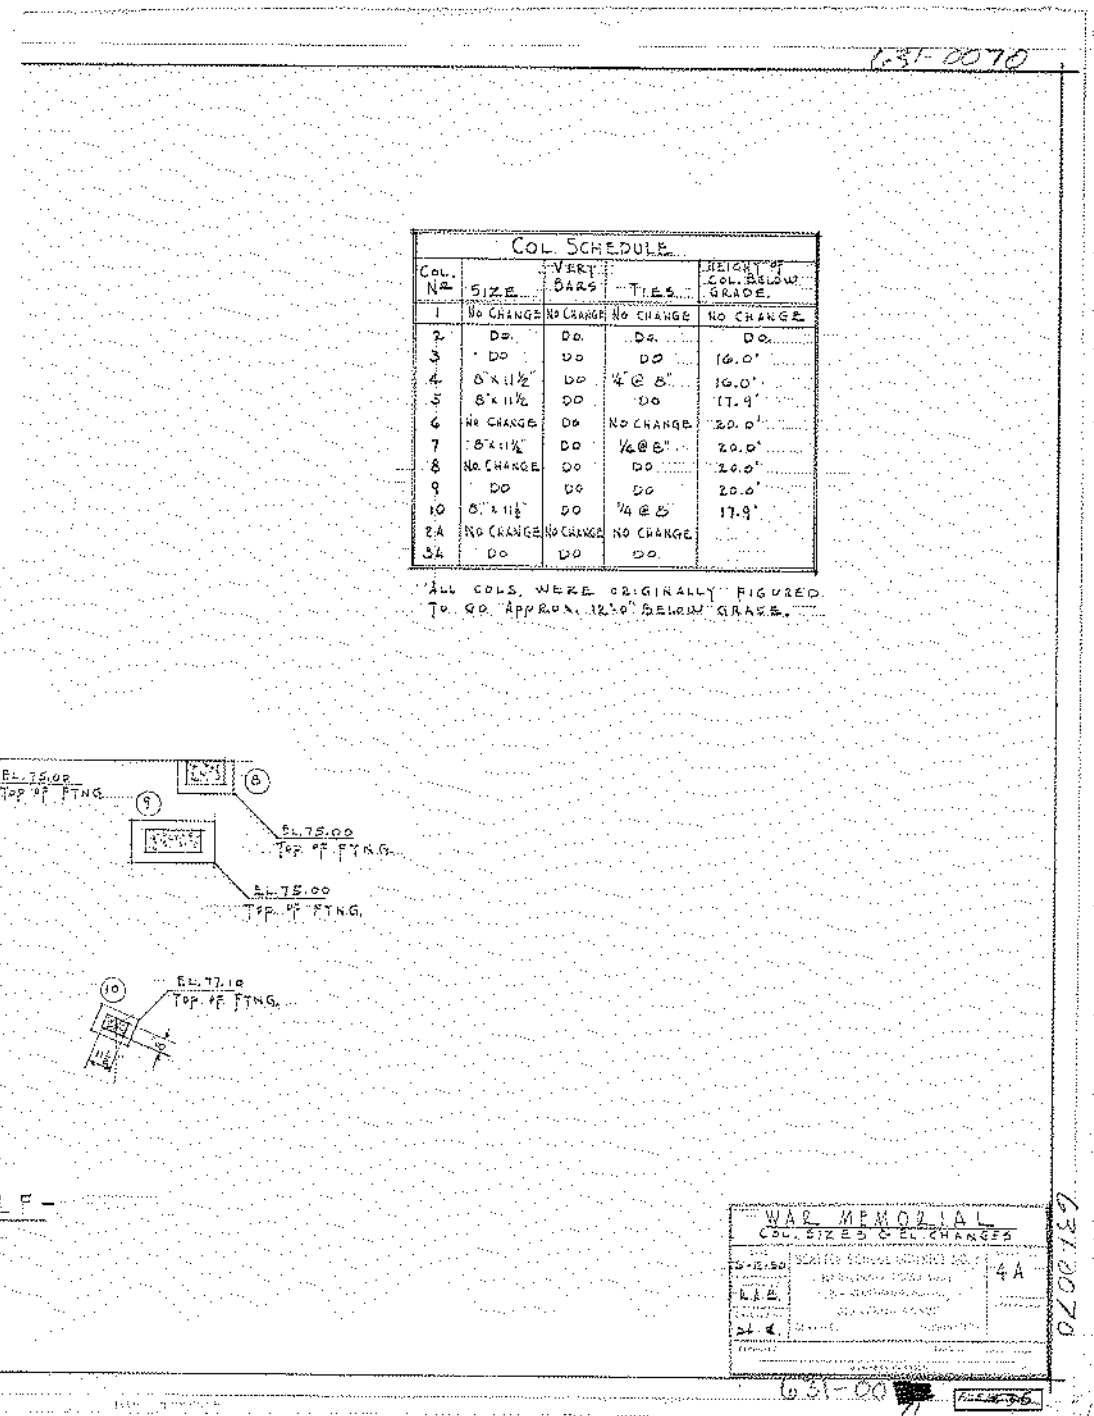 631-0070
COL. SCHEDULE
COL. Nº SIZE VERT BARS TIES HEIGHT OF COL. BELOW GRADE.
1 NO CHANGE NO CHANGE NO CHANGE NO CHANGE
2 DO. DO. DO. DO.
3 DO DO DO 16.0'
4 8"x11½" DO ¼"@ 8" 16.0'
5 8"x11½ DO DO 17.9'
6 NO CHANGE DO NO CHANGE 20.0'
7 8"x11½" DO ¼@8" 20.0'
8 NO. CHANGE DO DO 20.0'
9 DO DO DO 20.0'
10 8"x11½" DO ¼@8" 17.9'
2A NO CHANGE NO CHANGE NO CHANGE
3A DO DO DO.
ALL COLS. WERE ORIGINALLY FIGURED
TO GO APPROX. 12'-0" BELOW GRADE.
EL. 75.00
TOP OF FTNG
8
9
EL. 75.00
TOP OF FTNG.
EL. 75.00
TOP OF FTNG.
10
EL. 77.10
TOP OF FTNG.
11½
8
F-
WAR MEMORIAL
COL. SIZES & EL. CHANGES
4A
631-0070
631-00